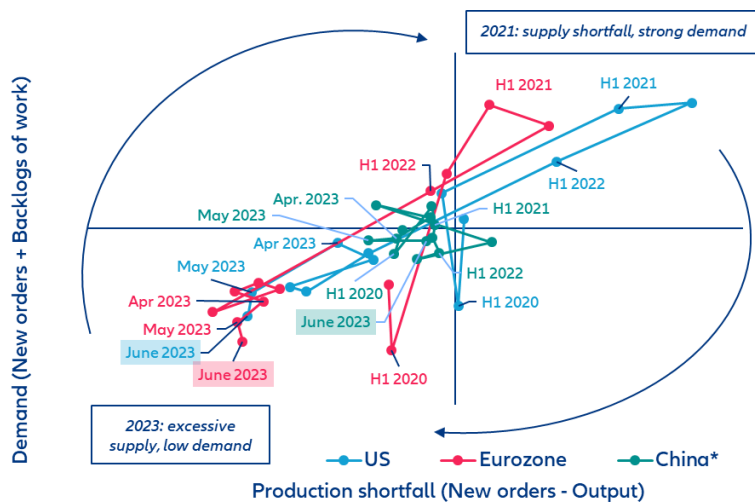 2021: supply shortfall, strong demand
H1 2021
H1 2021
H1 2022
H1 2022
Apr. 2023
May 2023
H1 2021
Apr 2023
May 2023
H1 2022
Apr 2023
H1 2020
H1 2020
June 2023
May 2023
June 2023
June 2023
H1 2020
2023: excessive
supply, low demand
US
Eurozone
China*
Production shortfall (New orders - Output)
Demand (New orders + Backlogs of work)